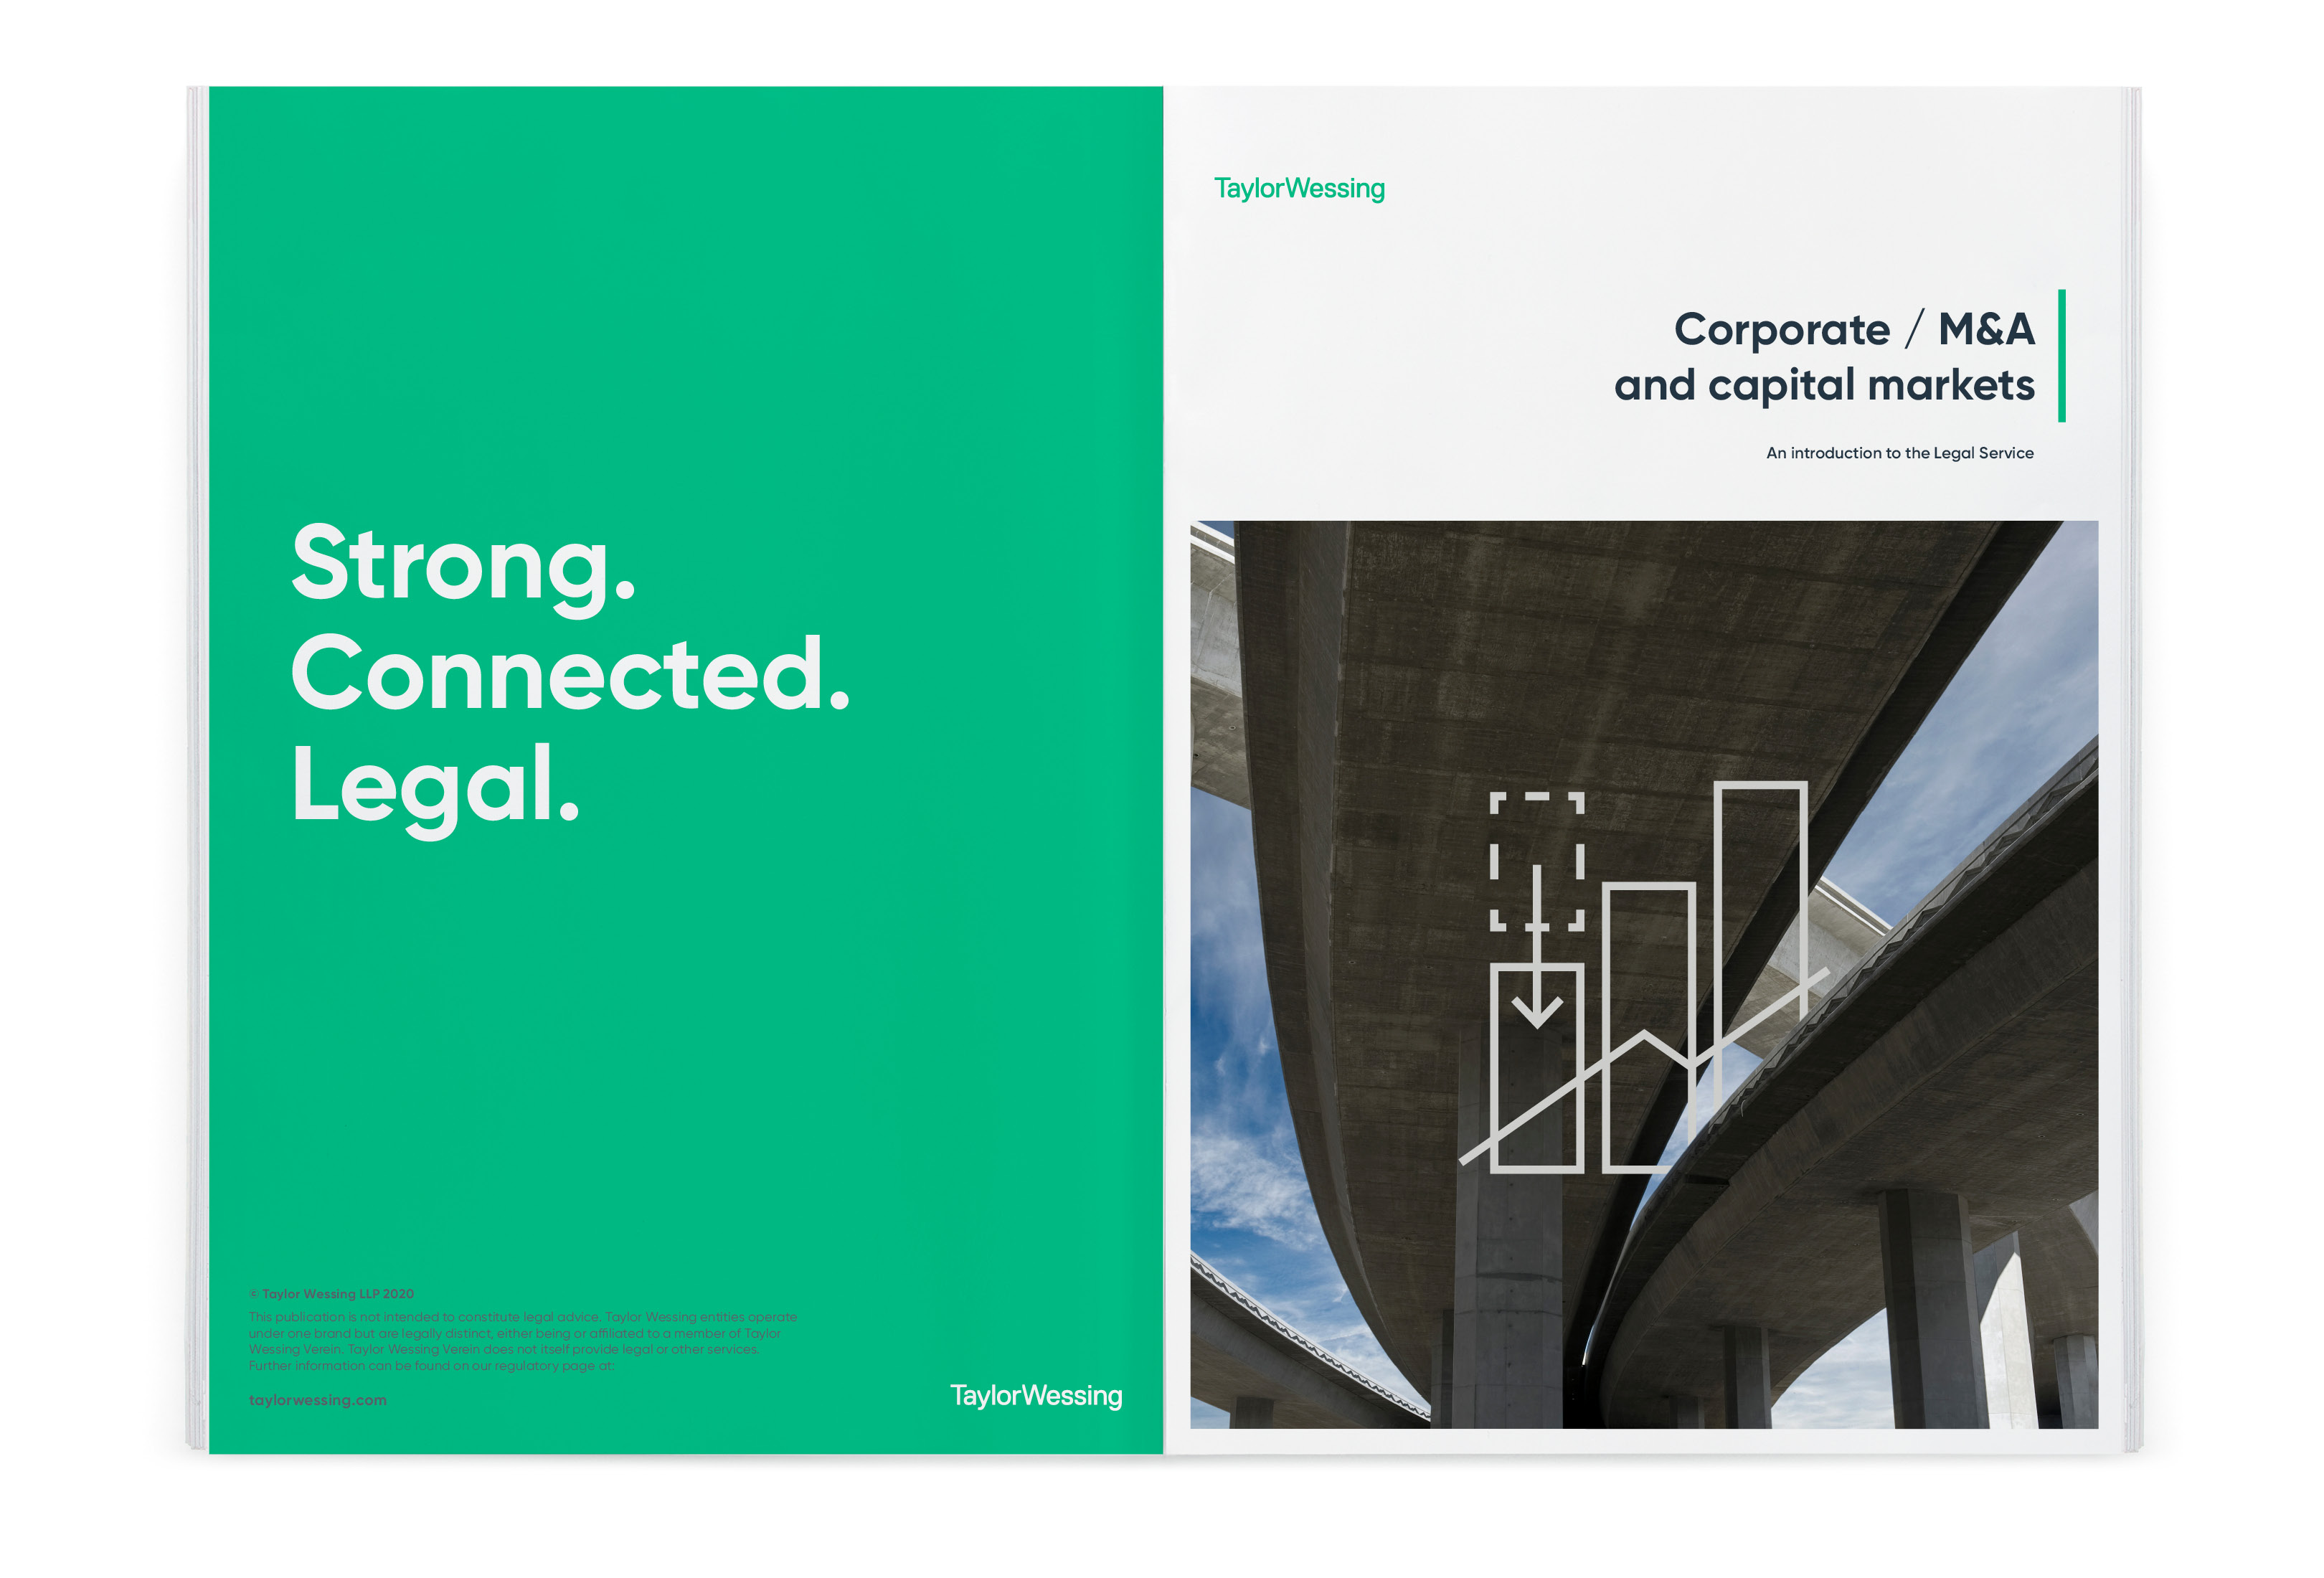 Strong.
Connected.
Legal.
© Taylor Wessing LLP 2020
This publication is not intended to constitute legal advice. Taylor Wessing entities operate
under one brand but are legally distinct, either being or affiliated to a member of Taylor
Wessing Verein. Taylor Wessing Verein does not itself provide legal or other services.
Further information can be found on our regulatory page at:
taylorwessing.com
TaylorWessing
TaylorWessing
Corporate / M&A
and capital markets
An introduction to the Legal Service